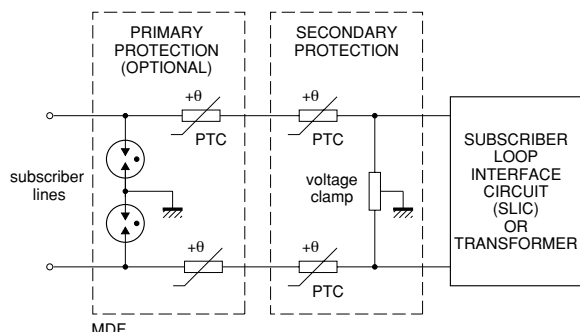 PRIMARY
PROTECTION
(OPTIONAL)
SECONDARY
PROTECTION
+θ
PTC
+θ
PTC
subscriber
lines
voltage
clamp
SUBSCRIBER
LOOP
INTERFACE
CIRCUIT
(SLIC)
OR
TRANSFORMER
+θ
+θ
PTC
MDF